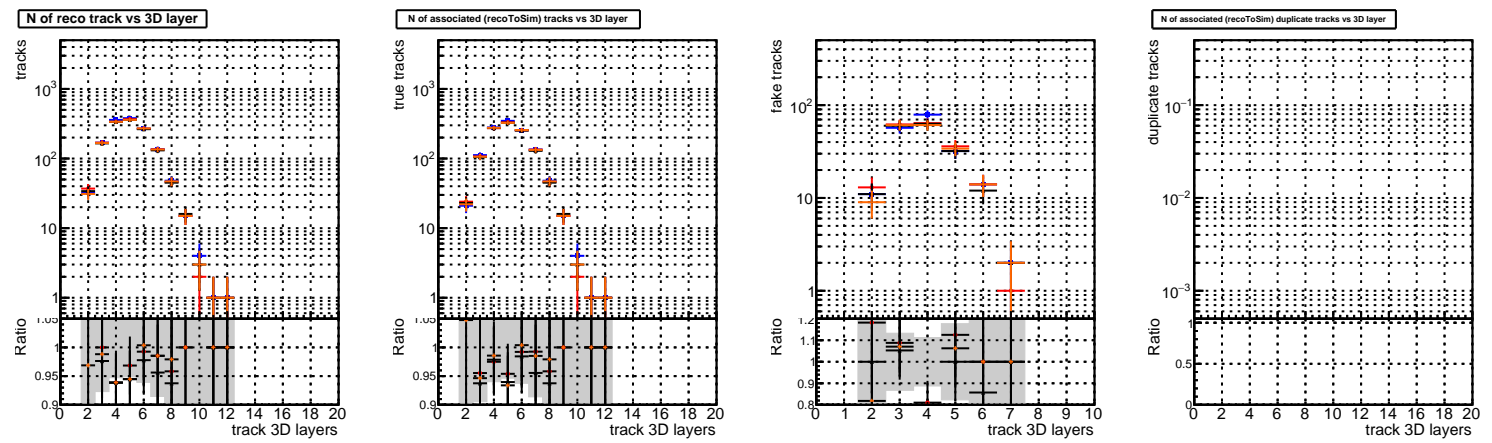 N of reco track vs 3D layer
tracks
10³
10²
10
1
Ratio
1.05
1
0.95
0.9
0 2 4 6 8 10 12 14 16 18 20
track 3D layers
N of associated (recoToSim) tracks vs 3D layer
true tracks
10³
10²
10
1
Ratio
1.05
1
0.95
0.9
0 2 4 6 8 10 12 14 16 18 20
track 3D layers
fake tracks
10²
10
1
Ratio
1.2
1.1
1
0.9
0.8
0 1 2 3 4 5 6 7 8 9 10
track 3D layers
N of associated (recoToSim) duplicate tracks vs 3D layer
duplicate tracks
10⁻¹
10⁻²
10⁻³
Ratio
1
0.5
0
0 2 4 6 8 10 12 14 16 18 20
track 3D layers